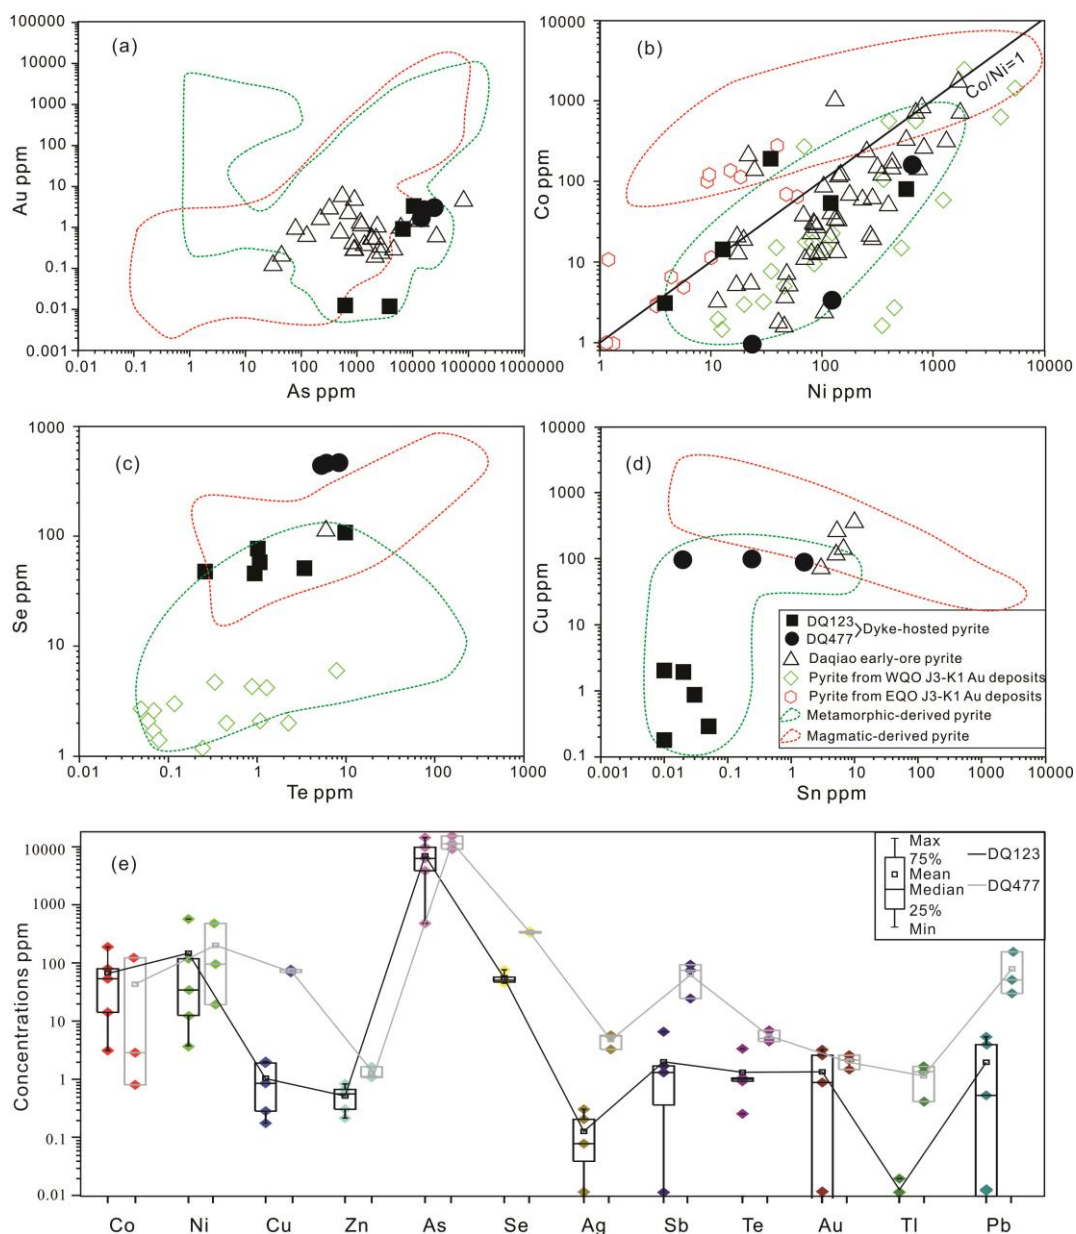 (a)
100000
10000
1000
100
10
1
0.1
0.01
0.001
Au ppm
0.01
0.1
1
10
100
1000
10000
100000
As ppm
(b)
10000
1000
100
10
1
Co ppm
Co/Ni=1
1
10
100
1000
10000
Ni ppm
(c)
1000
100
10
1
Se ppm
0.01
0.1
1
10
100
1000
Te ppm
(d)
10000
1000
100
10
1
0.1
Cu ppm
0.001
0.01
0.1
1
10
100
1000
10000
Sn ppm
DQ123
DQ477
Dyke-hosted pyrite
Daqiao early-ore pyrite
Pyrite from WQO J3-K1 Au deposits
Pyrite from EQO J3-K1 Au deposits
Metamorphic-derived pyrite
Magmatic-derived pyrite
(e)
10000
1000
100
10
1
0.1
0.01
Concentrations ppm
Max
75%
Mean
Median
25%
Min
DQ123
DQ477
Co Ni Cu Zn As Se Ag Sb Te Au Tl Pb